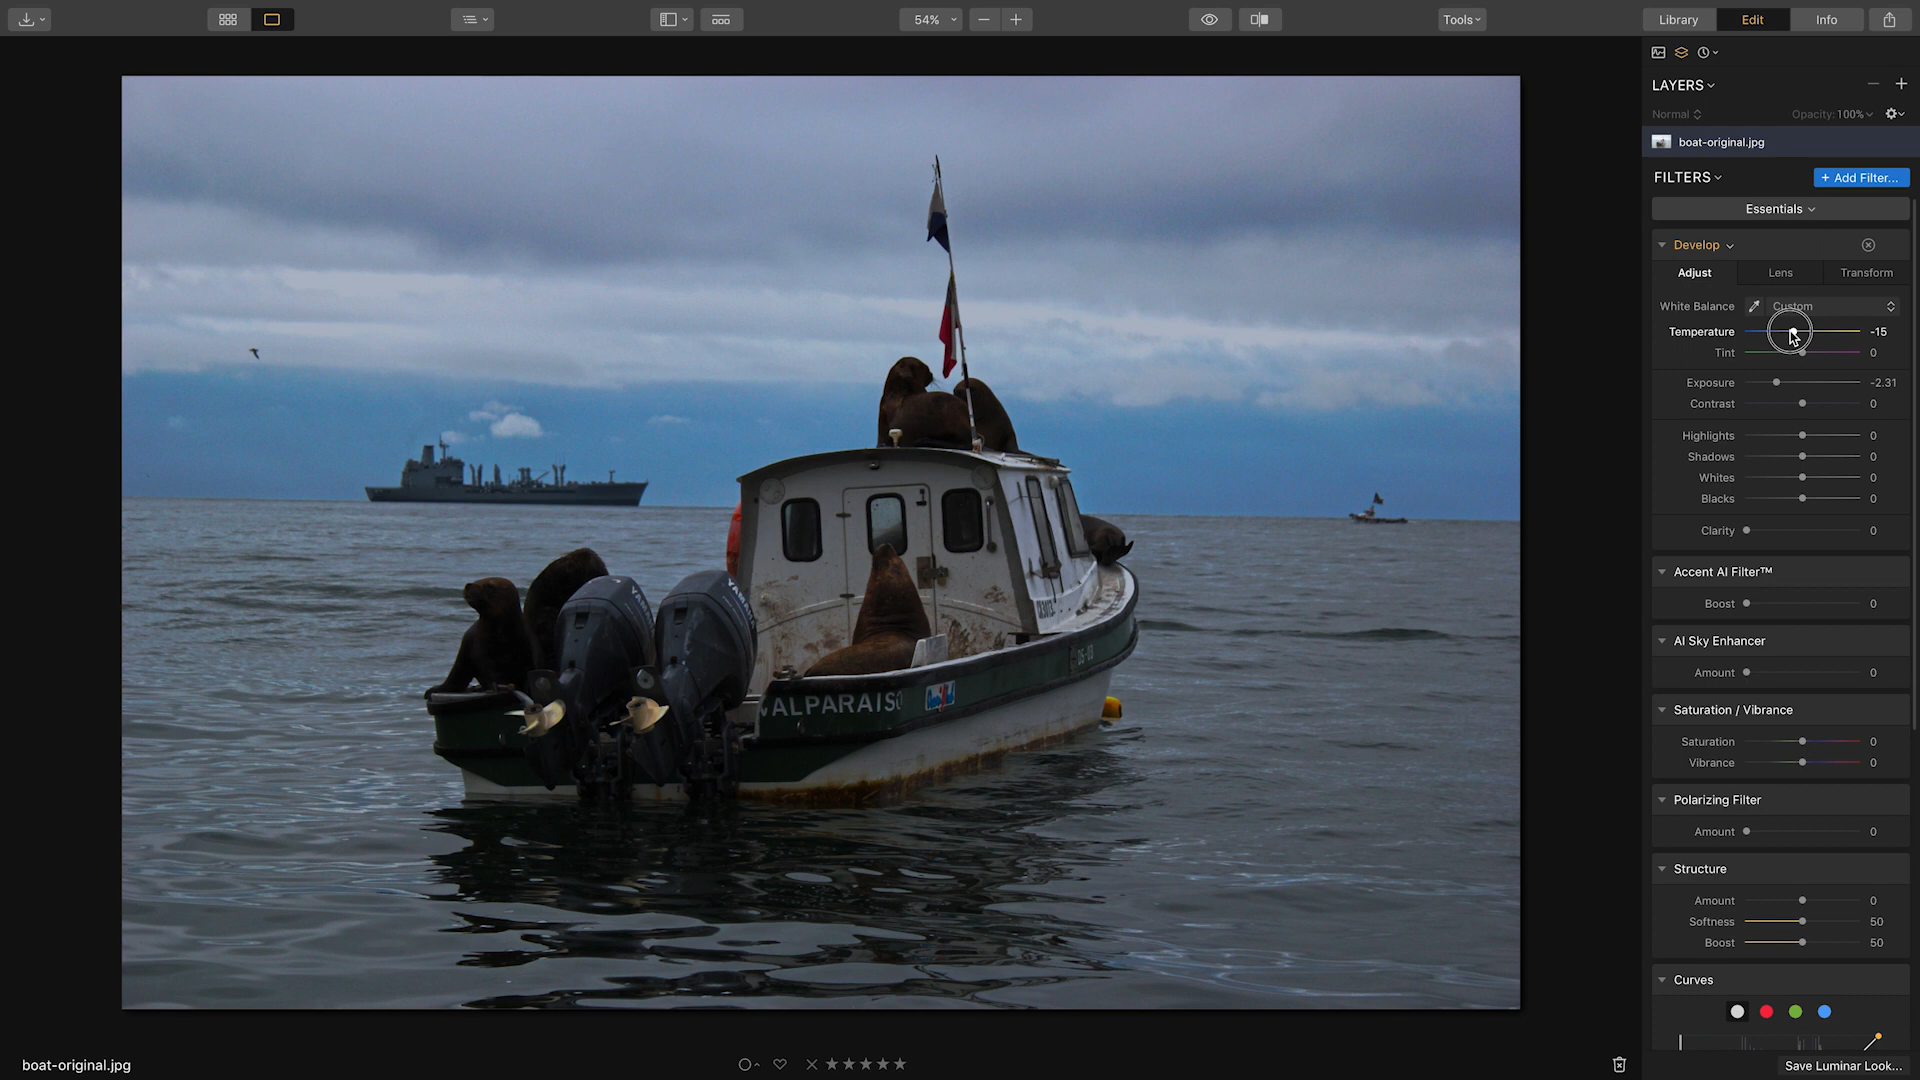 54%
Tools
Library
Edit
Info
LAYERS
Normal
Opacity: 100%
boat-original.jpg
FILTERS
+ Add Filter...
Essentials
Develop
Adjust
Lens
Transform
White Balance
Custom
Temperature
-15
Tint
0
Exposure
-2.31
Contrast
0
Highlights
0
Shadows
0
Whites
0
Blacks
0
Clarity
0
Accent AI Filter™
Boost
0
AI Sky Enhancer
Amount
0
Saturation / Vibrance
Saturation
0
Vibrance
0
Polarizing Filter
Amount
0
Structure
Amount
0
Softness
50
Boost
50
Curves
YAMAHA
VALPARAISO
boat-original.jpg
Save Luminar Look...